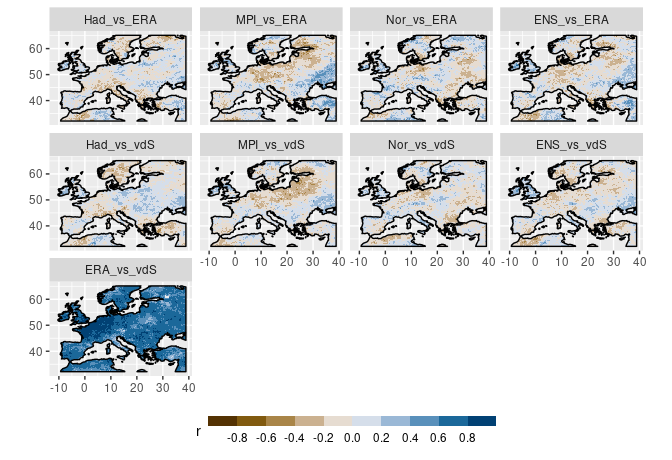 Had_vs_ERA MPI_vs_ERA Nor_vs_ERA ENS_vs_ERA
60
50
40
Had_vs_vdS MPI_vs_vdS Nor_vs_vdS ENS_vs_vdS
60
50
40
-10 0 10 20 30 40 -10 0 10 20 30 40 -10 0 10 20 30 40
ERA_vs_vdS
60
50
40
-10 0 10 20 30 40
r
-0.8 -0.6 -0.4 -0.2 0.0 0.2 0.4 0.6 0.8